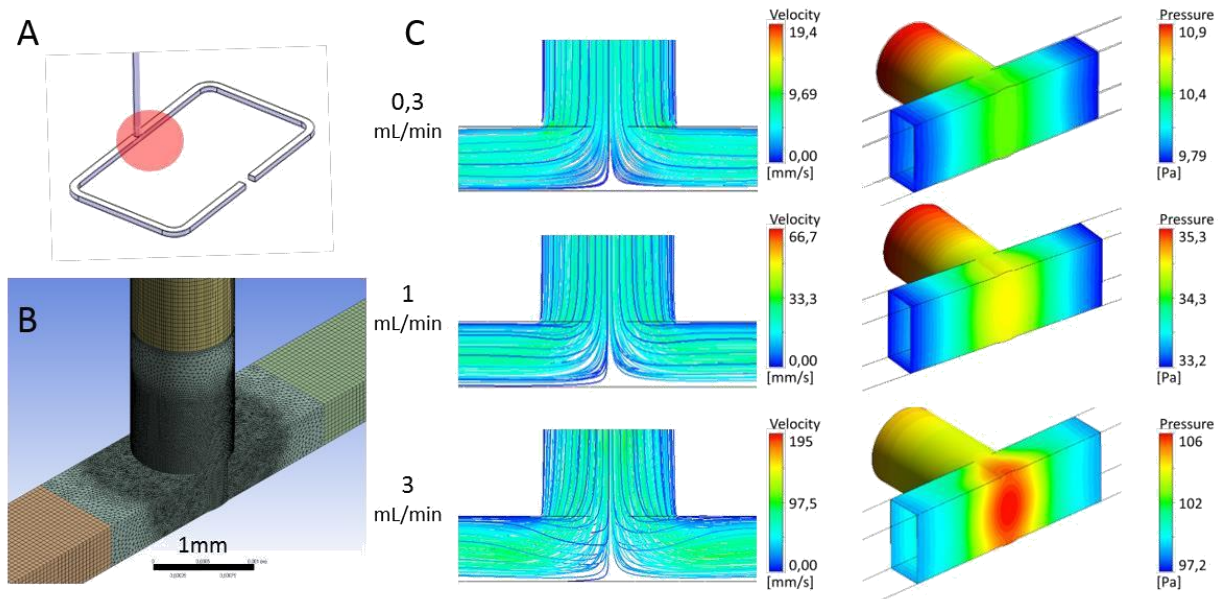 A
B
1mm
C
0,3
mL/min
Velocity
19,4
9,69
0,00
[mm/s]
Pressure
10,9
10,4
9,79
[Pa]
1
mL/min
Velocity
66,7
33,3
0,00
[mm/s]
Pressure
35,3
34,3
33,2
[Pa]
3
mL/min
Velocity
195
97,5
0,00
[mm/s]
Pressure
106
102
97,2
[Pa]